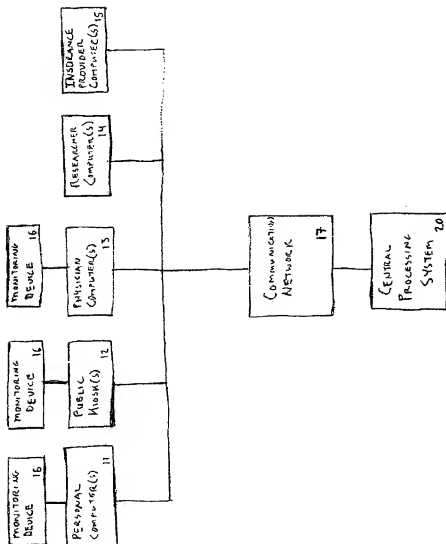 MONITORING
DEVICE
16
MONITORING
DEVICE
16
MONITORING
DEVICE
16
PERSONAL
COMPUTER(S)
11
PUBLIC
KIOSK(S)
12
PHYSICIAN
COMPUTER(S)
13
RESEARCHER
COMPUTER(S)
14
INSURANCE
PROVIDER
COMPUTER(S)
15
COMMUNICATION
NETWORK
17
CENTRAL
PROCESSING
SYSTEM
20